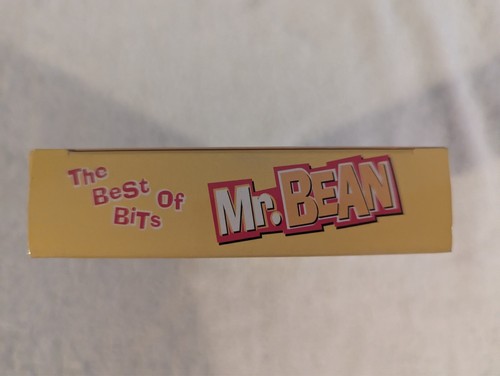 The
Best Of
Bits
Mr. BEAN